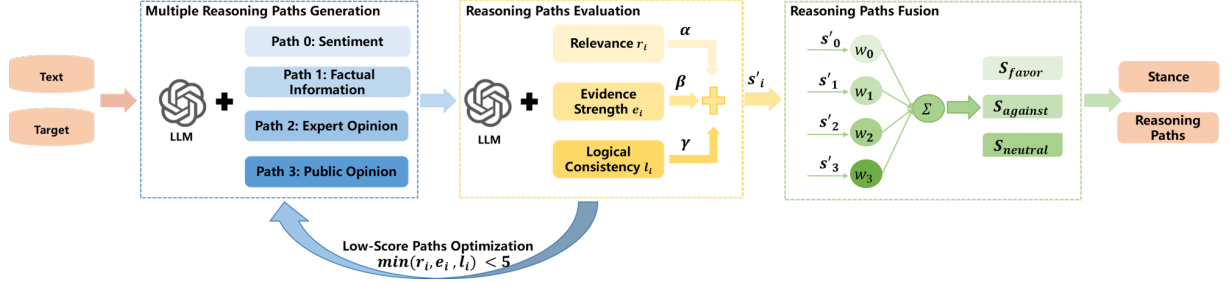 Text
Target
Multiple Reasoning Paths Generation
LLM
Path 0: Sentiment
Path 1: Factual
Information
Path 2: Expert Opinion
Path 3: Public Opinion
Reasoning Paths Evaluation
LLM
Relevance r_i
Evidence
Strength e_i
Logical
Consistency l_i
α
β
γ
s'_i
Reasoning Paths Fusion
s'_0
w_0
s'_1
w_1
s'_2
w_2
s'_3
w_3
Σ
S_favor
S_against
S_neutral
Stance
Reasoning
Paths
Low-Score Paths Optimization
min(r_i, e_i, l_i) < 5